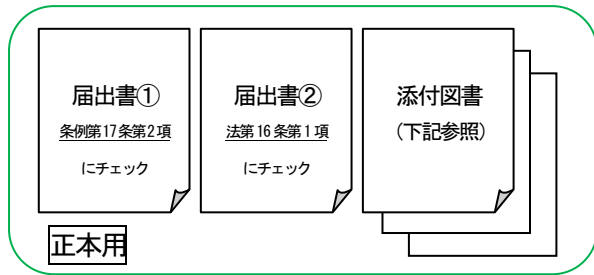 届出書①
条例第17条第2項
にチェック
届出書②
法第16条第1項
にチェック
添付図書
（下記参照）
正本用